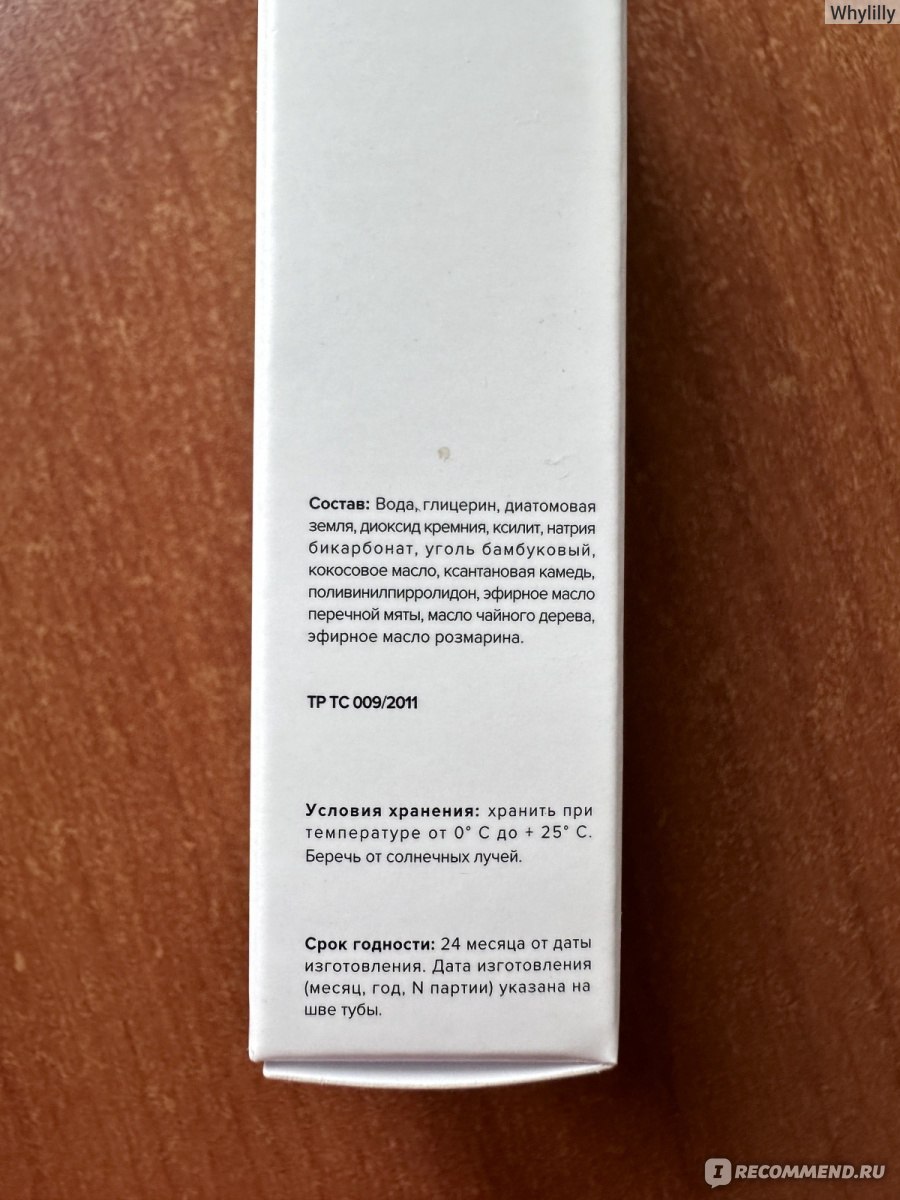 Whylilly
Состав: Вода, глицерин, диатомовая
земля, диоксид кремния, ксилит, натрия
бикарбонат, уголь бамбуковый,
кокосовое масло, ксантановая камедь,
поливинилпирролидон, эфирное масло
перечной мяты, масло чайного дерева,
эфирное масло розмарина.
ТР ТС 009/2011
Условия хранения: хранить при
температуре от 0° С до + 25° С.
Беречь от солнечных лучей.
Срок годности: 24 месяца от даты
изготовления. Дата изготовления
(месяц, год, N партии) указана на
шве тубы.
IRECOMMEND.RU